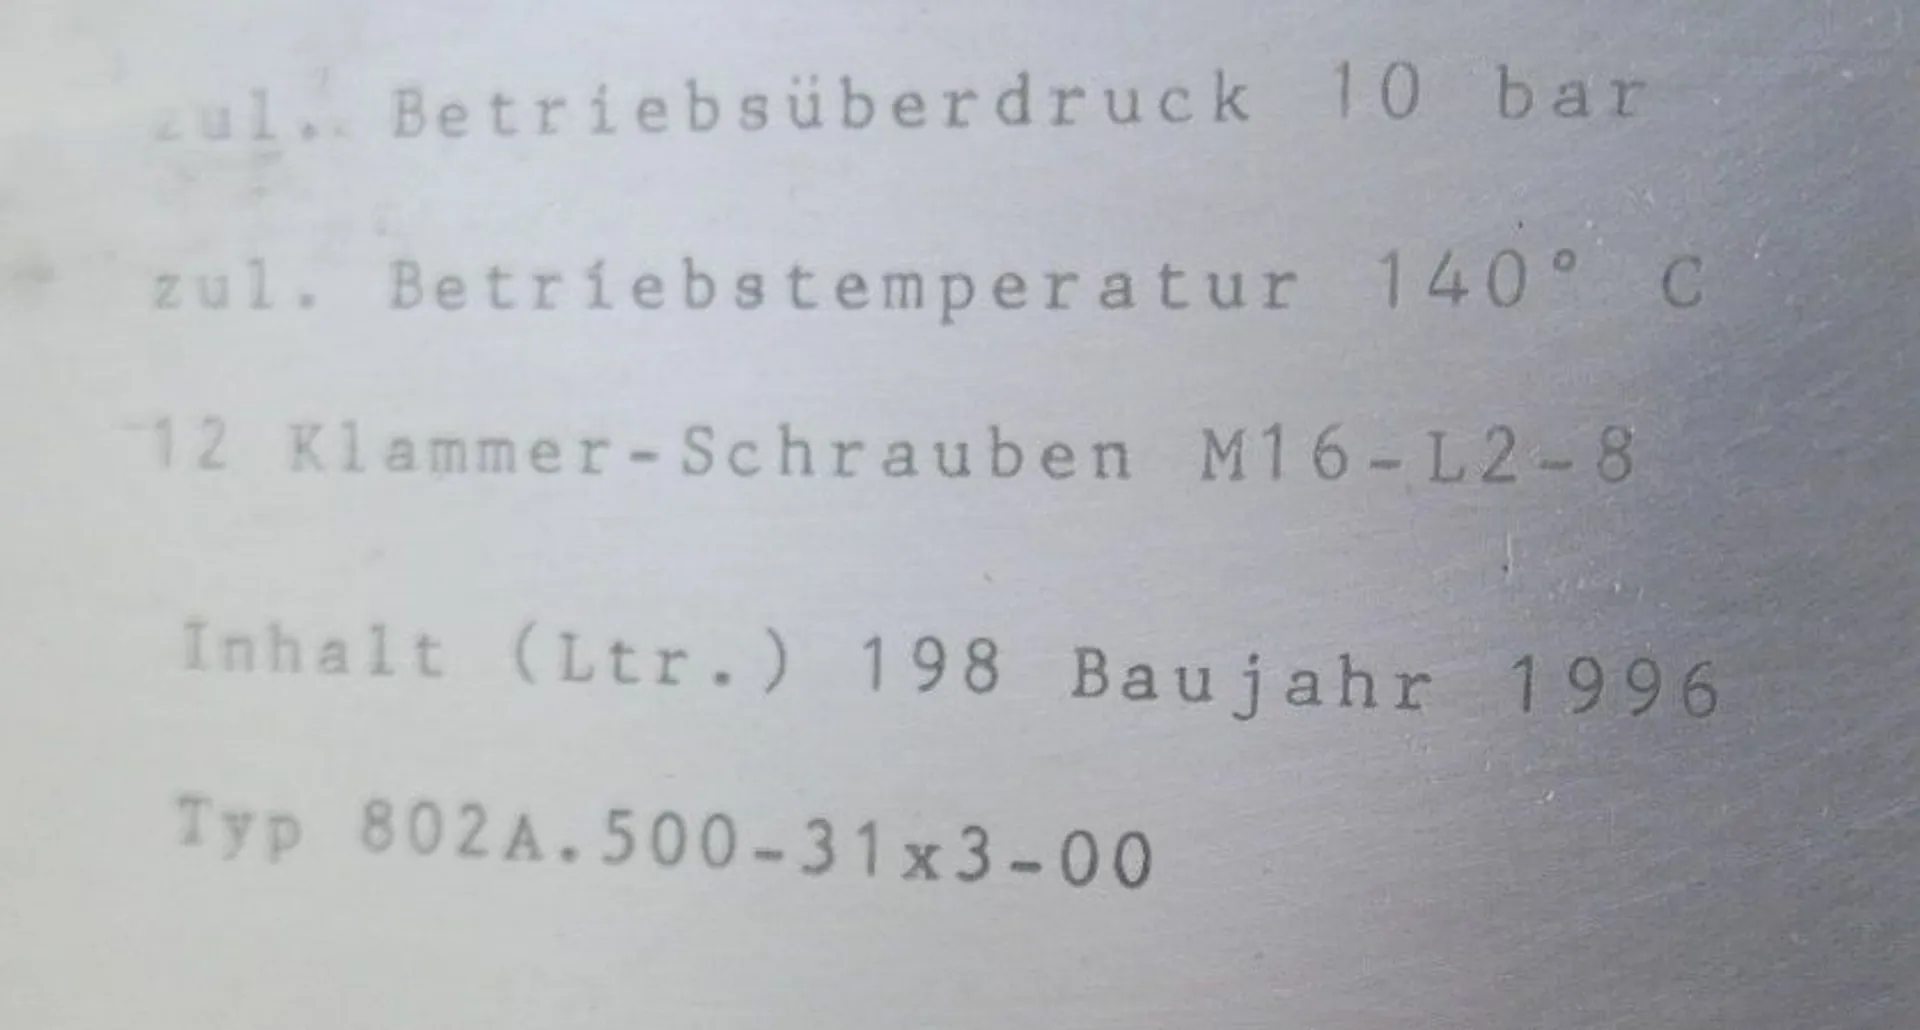 zul. Betriebsüberdruck 10 bar
zul. Betriebstemperatur 140° C
12 Klammer-Schrauben M16-L2-8
Inhalt (Ltr.) 198 Baujahr 1996
Typ 802A.500-31x3-00